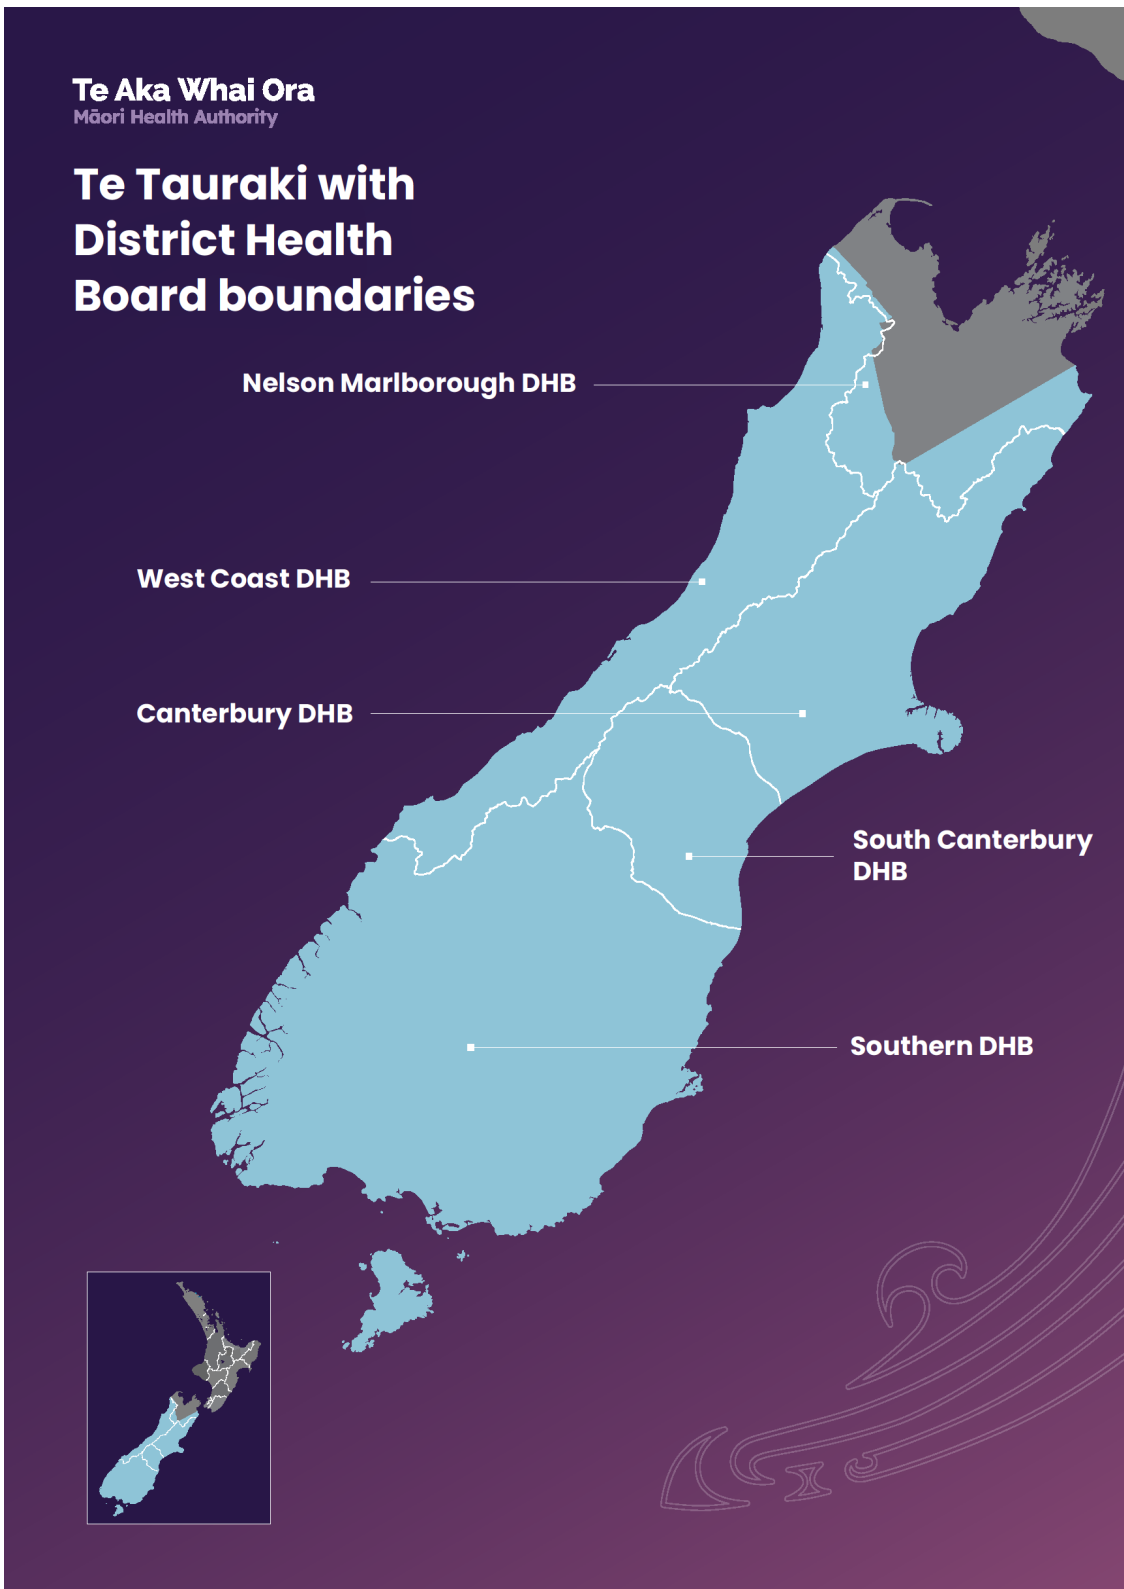 Te Aka Whai Ora
Māori Health Authority
Te Tauraki with
District Health
Board boundaries
Nelson Marlborough DHB
West Coast DHB
Canterbury DHB
South Canterbury
DHB
Southern DHB